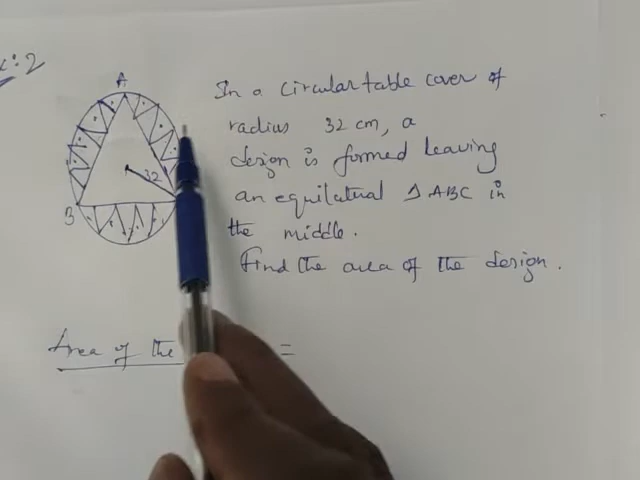 : 2
A
32
B
In a circular table cover of
radius 32 cm, a
design is formed leaving
an equilateral Δ ABC in
the middle.
Find the area of the design.
Area of the =